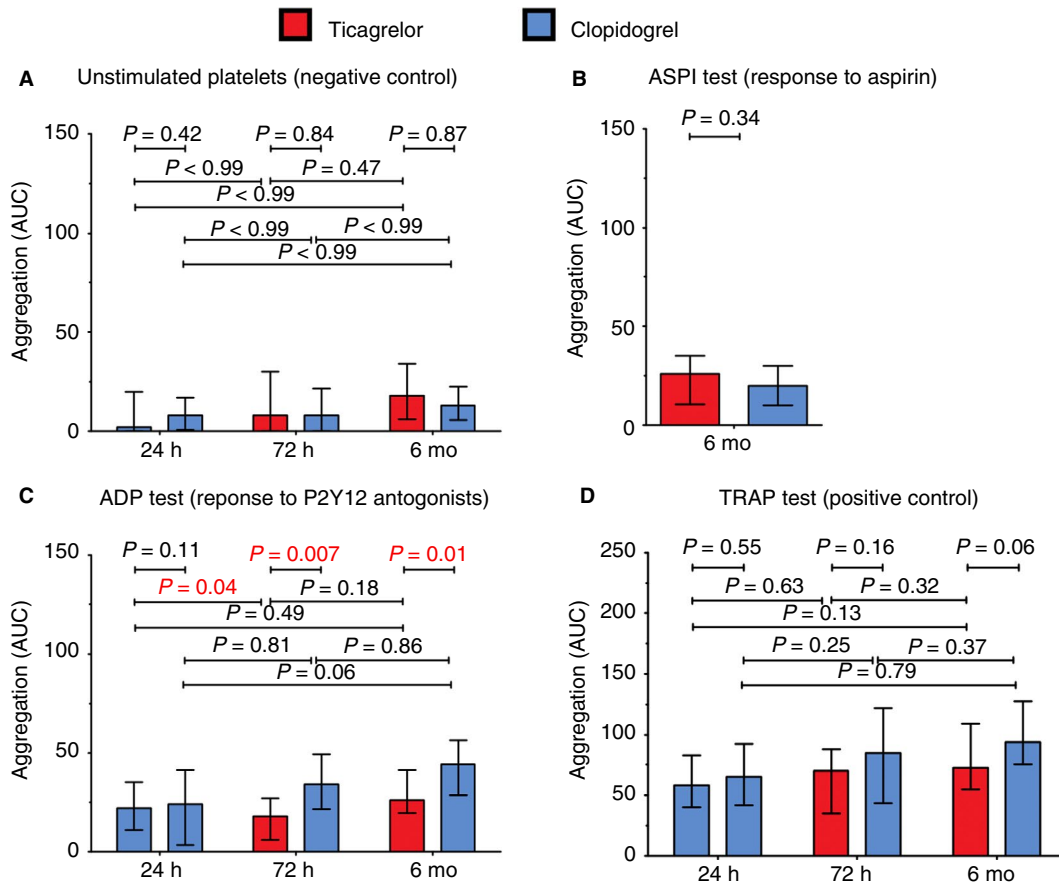 Ticagrelor
Clopidogrel
A
Unstimulated platelets (negative control)
Aggregation (AUC)
150
100
50
0
P = 0.42
P = 0.84
P = 0.87
P < 0.99
P = 0.47
P < 0.99
P < 0.99
P < 0.99
P < 0.99
24 h
72 h
6 mo
B
ASPI test (response to aspirin)
Aggregation (AUC)
150
100
50
0
P = 0.34
6 mo
C
ADP test (reponse to P2Y12 antogonists)
Aggregation (AUC)
150
100
50
0
P = 0.11
P = 0.007
P = 0.01
P = 0.04
P = 0.18
P = 0.49
P = 0.81
P = 0.86
P = 0.06
24 h
72 h
6 mo
D
TRAP test (positive control)
Aggregation (AUC)
250
200
150
100
50
0
P = 0.55
P = 0.16
P = 0.06
P = 0.63
P = 0.32
P = 0.13
P = 0.25
P = 0.37
P = 0.79
24 h
72 h
6 mo